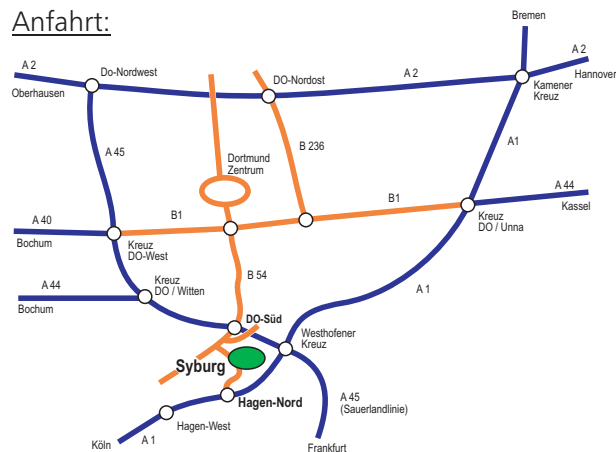 Anfahrt:
Bremen
A 2
Oberhausen
Do-Nordwest
DO-Nordost
A 2
Kamener
Kreuz
A 2
Hannover
A 45
Dortmund
Zentrum
B 236
A1
A 40
Bochum
B1
B1
A 44
Kassel
Kreuz
DO-West
Kreuz
DO / Unna
A 44
Bochum
Kreuz
DO / Witten
B 54
A 1
DO-Süd
Westhofener
Kreuz
Syburg
A 45
(Sauerlandlinie)
Hagen-Nord
Hagen-West
Köln
A 1
Frankfurt